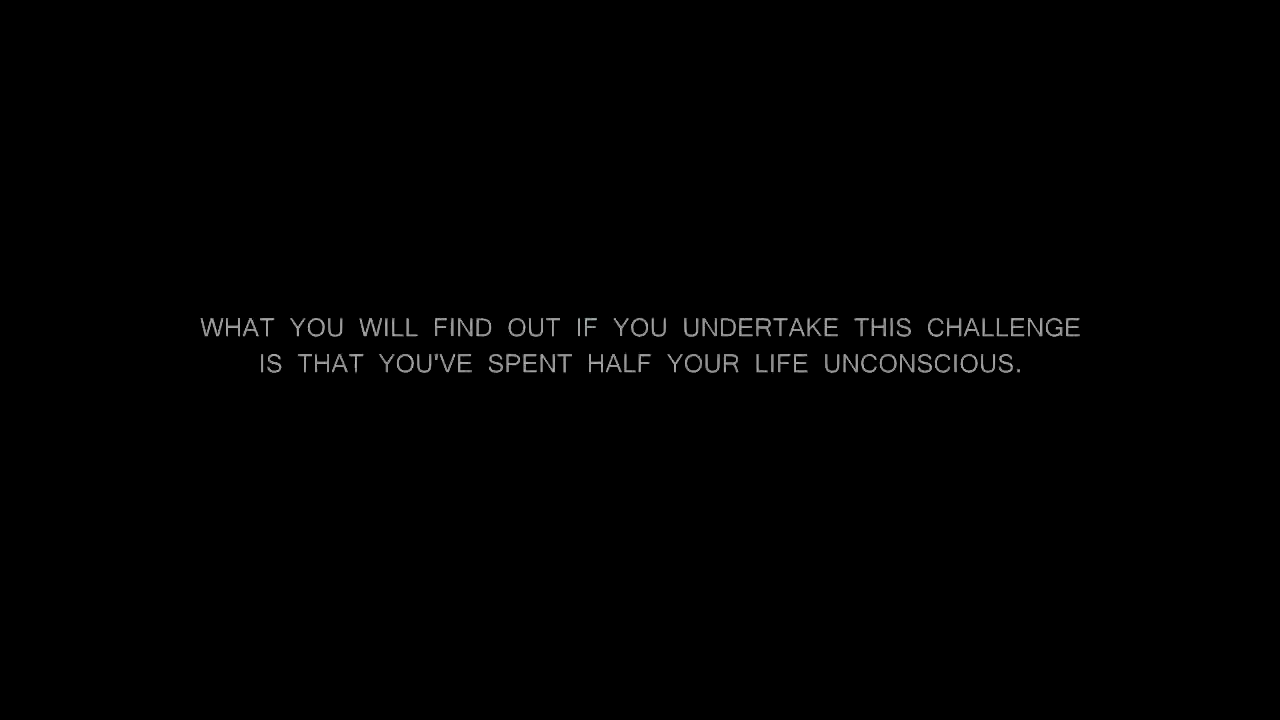 WHAT YOU WILL FIND OUT IF YOU UNDERTAKE THIS CHALLENGE
IS THAT YOU'VE SPENT HALF YOUR LIFE UNCONSCIOUS.